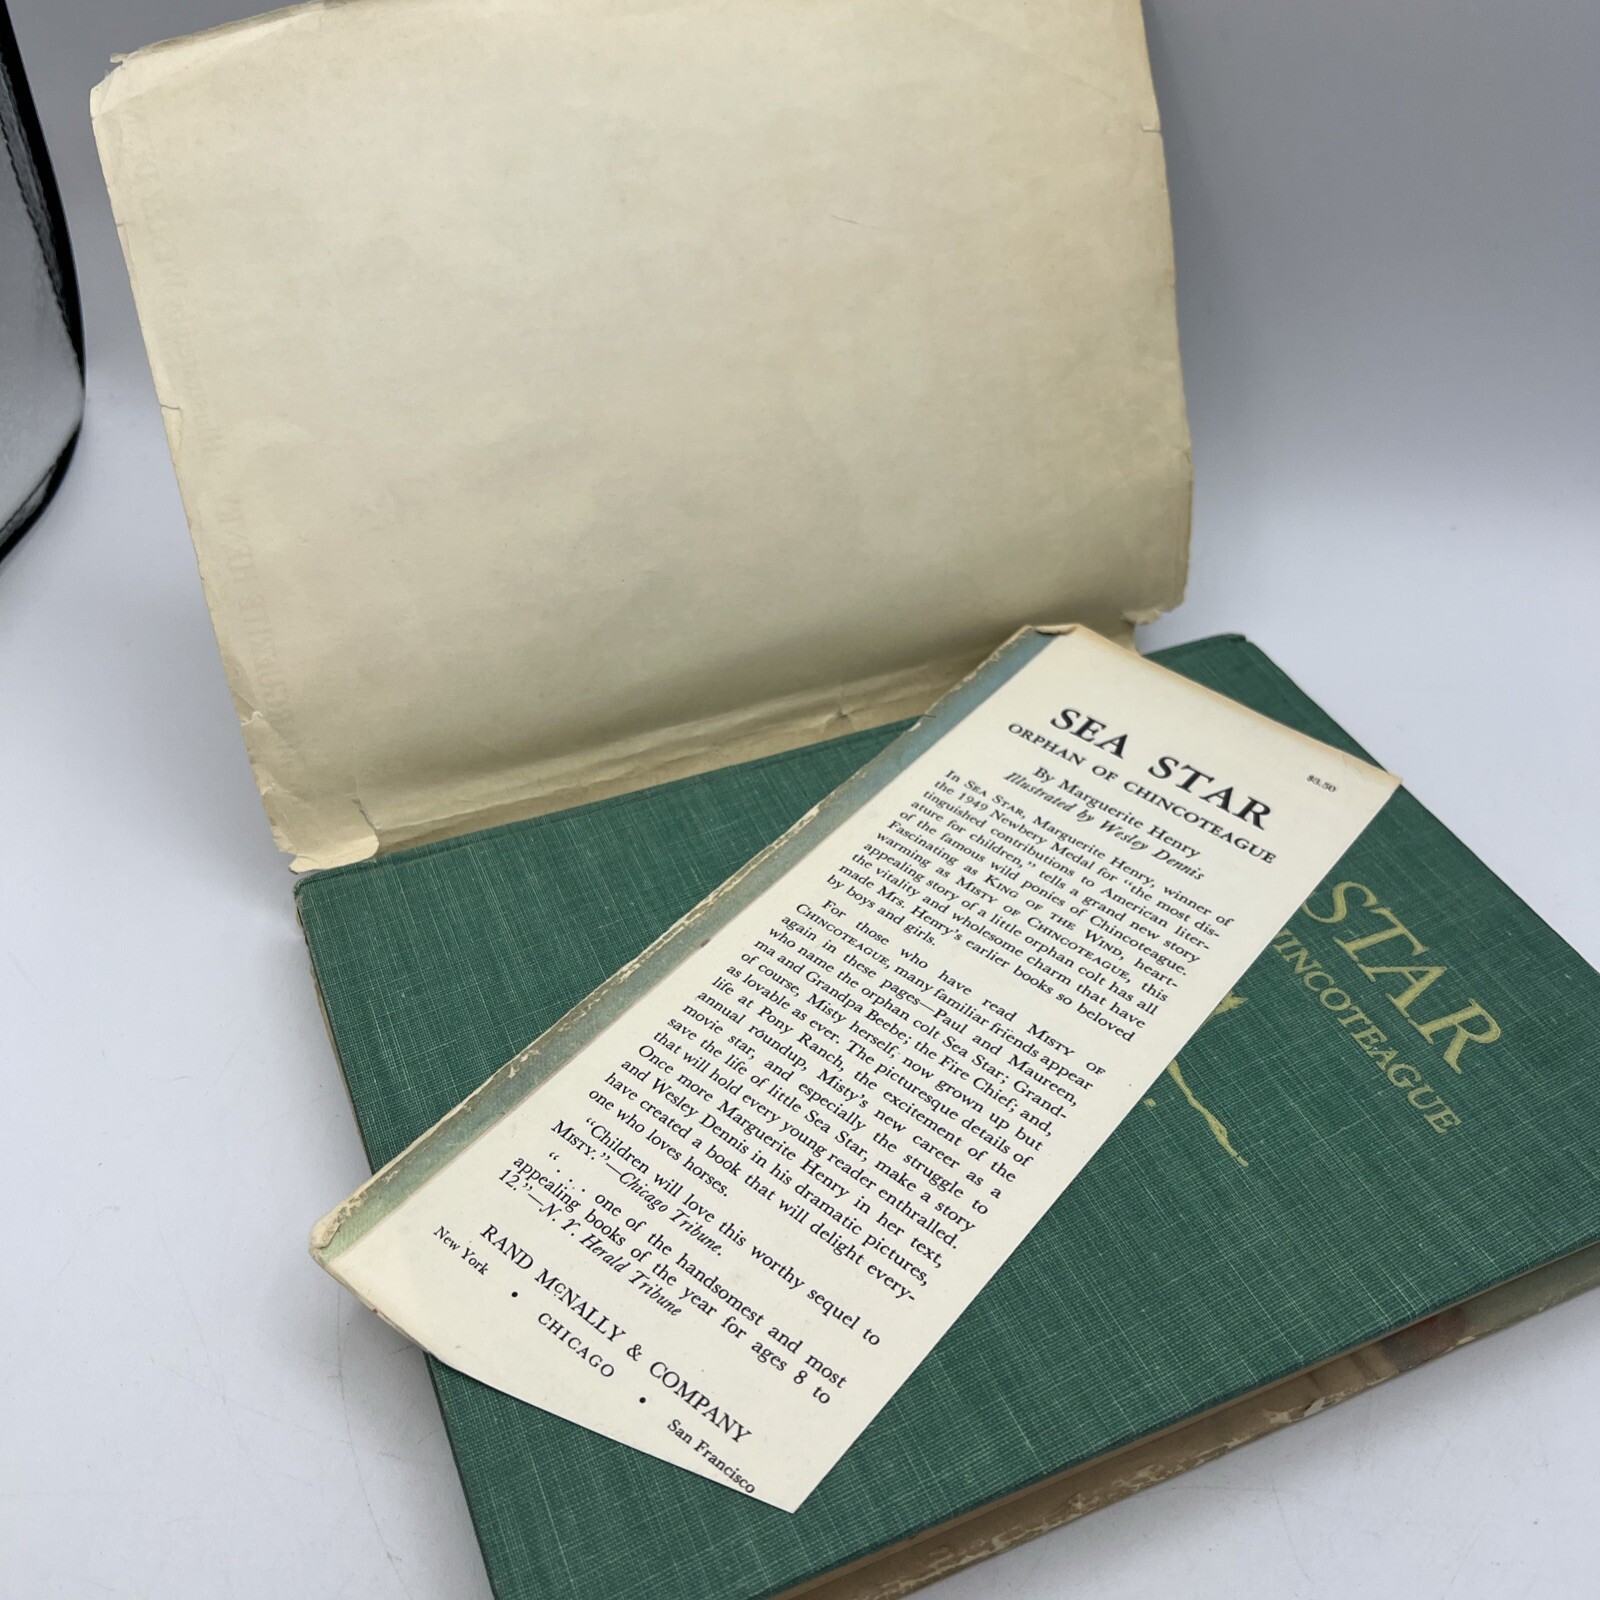 $3.50
SEA STAR
ORPHAN OF CHINCOTEAGUE
By Marguerite Henry
Illustrated by Wesley Dennis
In SEA STAR, Marguerite Henry, winner of
the 1949 Newbery Medal for "the most dis-
tinguished contributions to American liter-
ature for children," tells a grand new story
of the famous wild ponies of Chincoteague.
Fascinating as KING OF THE WIND, heart-
warming as MISTY OF CHINCOTEAGUE, this
appealing story of a little orphan colt has all
the vitality and wholesome charm that have
made Mrs. Henry's earlier books so beloved
by boys and girls.
For those who have read MISTY OF
CHINCOTEAGUE, many familiar friends appear
again in these pages—Paul and Maureen,
who name the orphan colt Sea Star; Grand-
ma and Grandpa Beebe; the Fire Chief; and,
of course, Misty herself, now grown up but
as lovable as ever. The picturesque details of
life at Pony Ranch, the excitement of the
annual roundup, Misty's new career as a
movie star, and especially the struggle to
save the life of little Sea Star, make a story
that will hold every young reader enthralled.
Once more Marguerite Henry in her text,
and Wesley Dennis in his dramatic pictures,
have created a book that will delight every-
one who loves horses.
"Children will love this worthy sequel to
MISTY."—Chicago Tribune.
". . . one of the handsomest and most
appealing books of the year for ages 8 to
12."—N. Y. Herald Tribune
RAND McNALLY & COMPANY
New York • CHICAGO • San Francisco
STAR
INCOTEAGUE